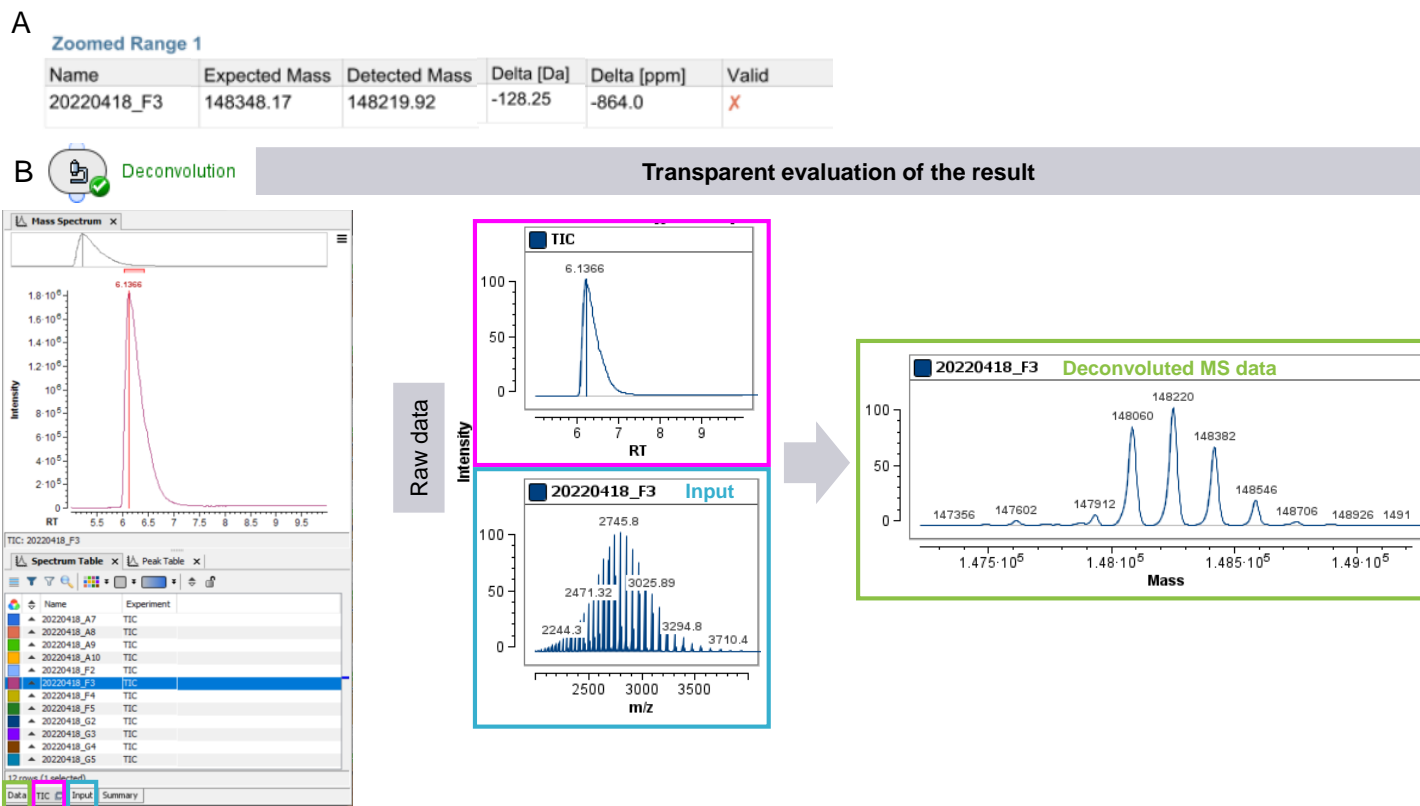 A
Zoomed Range 1
Name Expected Mass Detected Mass Delta [Da] Delta [ppm] Valid
20220418_F3 148348.17 148219.92 -128.25 -864.0 ✗
B
Deconvolution
Transparent evaluation of the result
Mass Spectrum
6.1366
1.8·10⁶
1.6·10⁶
1.4·10⁶
1.2·10⁶
10⁶
8·10⁵
6·10⁵
4·10⁵
2·10⁵
0
Intensity
RT 5.5 6 6.5 7 7.5 8 8.5 9 9.5
TIC: 20220418_F3
Spectrum Table Peak Table
Name Experiment
20220418_A7 TIC
20220418_A8 TIC
20220418_A9 TIC
20220418_A10 TIC
20220418_F2 TIC
20220418_F3 TIC
20220418_F4 TIC
20220418_F5 TIC
20220418_G2 TIC
20220418_G3 TIC
20220418_G4 TIC
20220418_G5 TIC
12 rows (1 selected)
Data TIC Input Summary
Raw data
Intensity
TIC
6.1366
100
50
0
6 7 8 9
RT
20220418_F3 Input
2745.8
100
3025.89
2471.32
50
2244.3
3294.8
3710.4
0
2500 3000 3500
m/z
20220418_F3 Deconvoluted MS data
148220
148060
148382
100
50
148546
147912
147602
148706
147356
148926
1491
0
1.475·10⁵ 1.48·10⁵ 1.485·10⁵ 1.49·10⁵
Mass